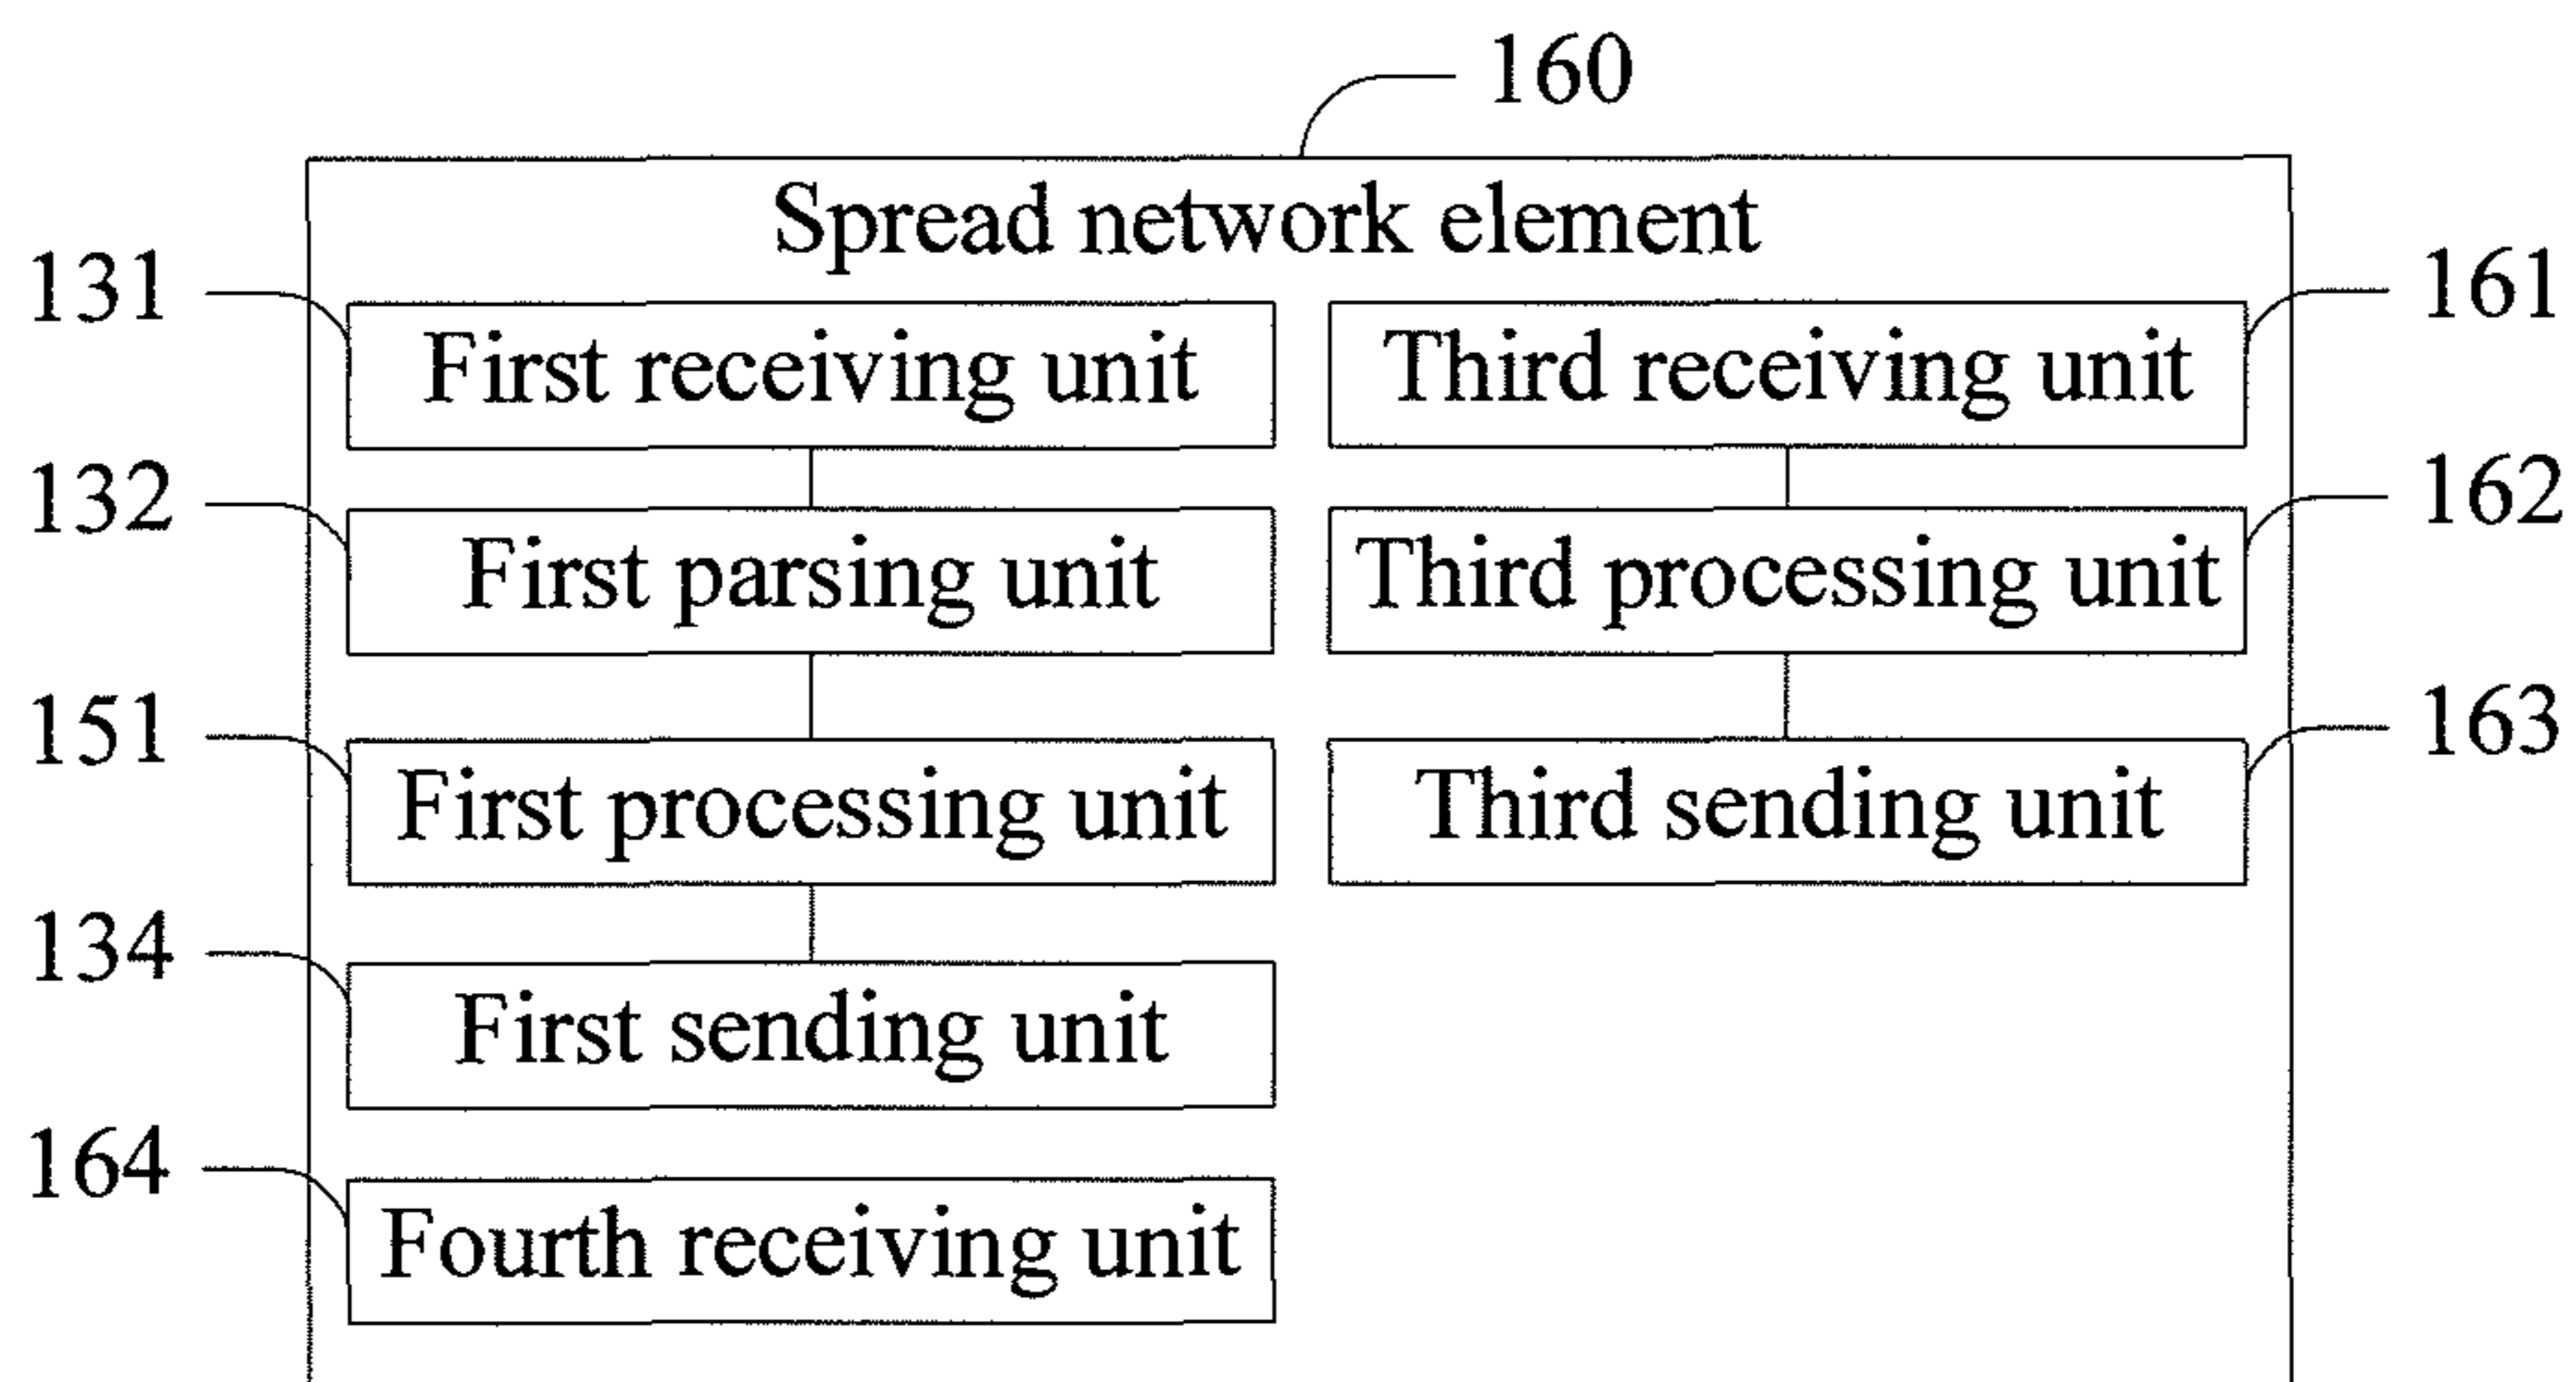 160
Spread network element
131
First receiving unit
Third receiving unit
161
132
First parsing unit
Third processing unit
162
151
First processing unit
Third sending unit
163
134
First sending unit
164
Fourth receiving unit